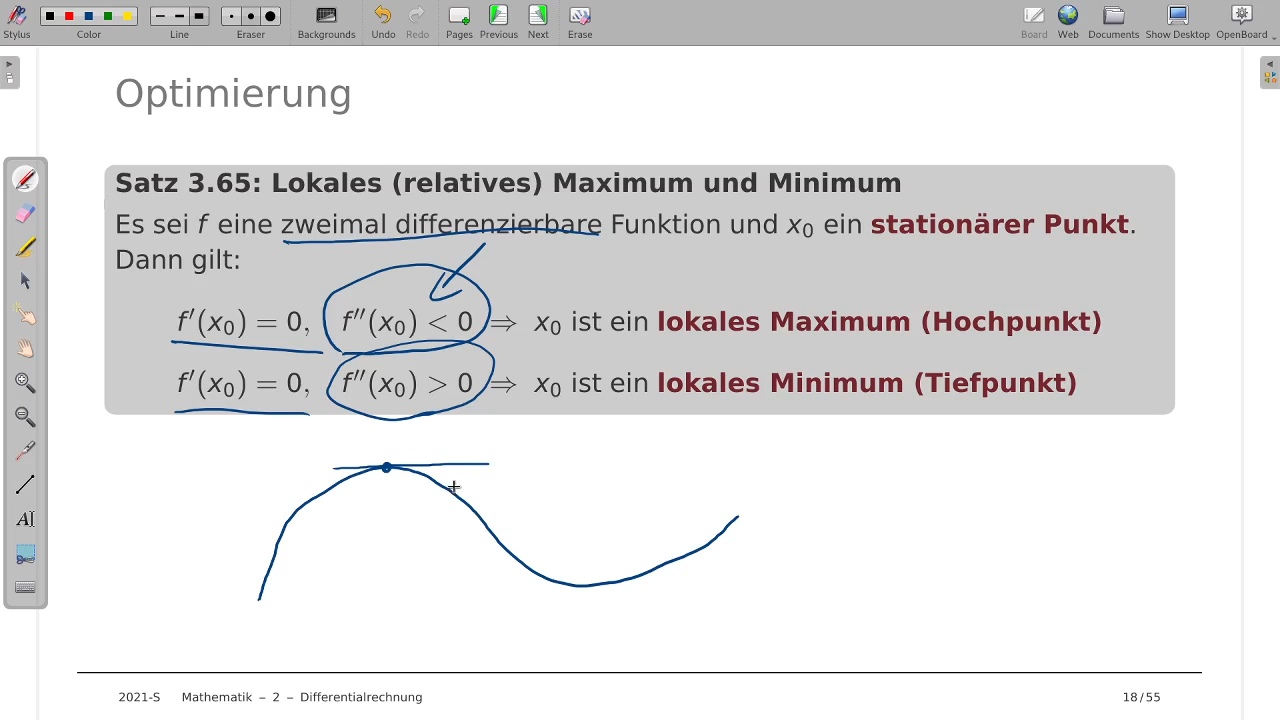 Stylus Color Line Eraser Backgrounds Undo Redo Pages Previous Next Erase Board Web Documents Show Desktop OpenBoard
Optimierung
Satz 3.65: Lokales (relatives) Maximum und Minimum
Es sei f eine zweimal differenzierbare Funktion und x₀ ein stationärer Punkt.
Dann gilt:
f′(x₀) = 0, f″(x₀) < 0 ⇒ x₀ ist ein lokales Maximum (Hochpunkt)
f′(x₀) = 0, f″(x₀) > 0 ⇒ x₀ ist ein lokales Minimum (Tiefpunkt)
2021-S Mathematik – 2 – Differentialrechnung 18/55